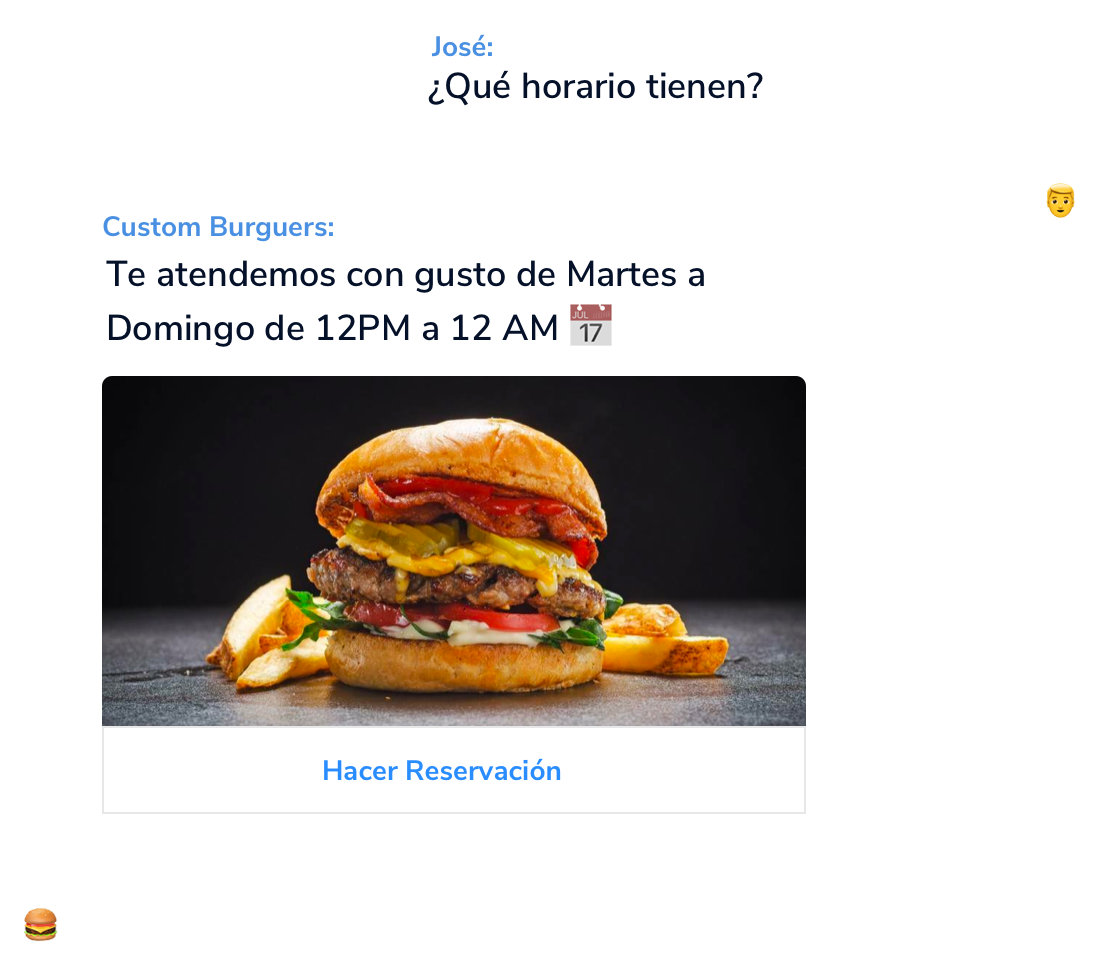 José:
¿Qué horario tienen?
Custom Burguers:
Te atendemos con gusto de Martes a
Domingo de 12PM a 12 AM 📅
Hacer Reservación